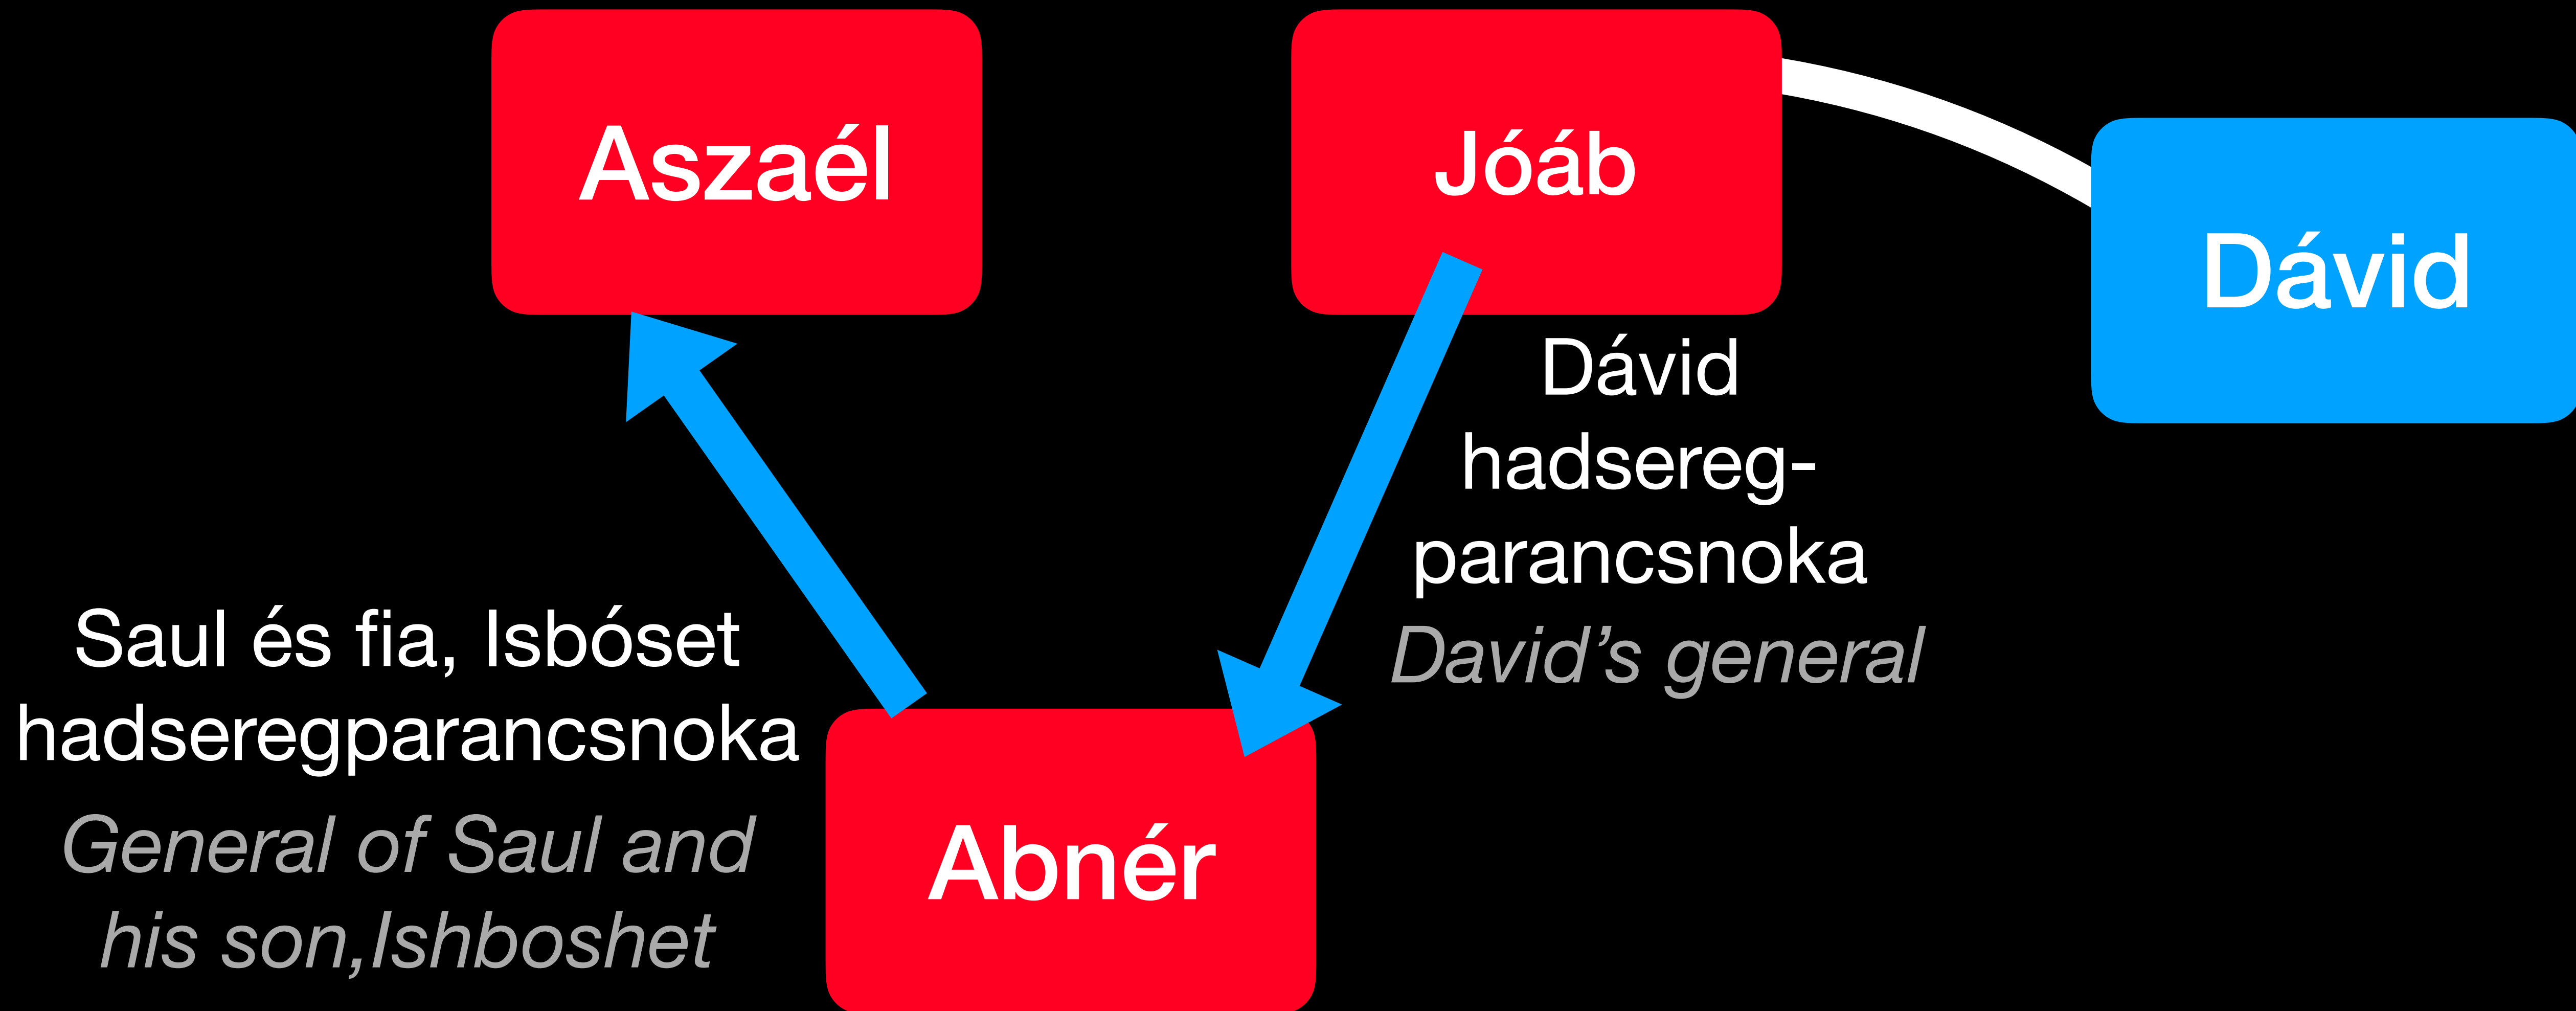 Aszaél
Jóáb
Dávid
Dávid
hadsereg-
parancsnoka
David's general
Saul és fia, Isbóset
hadseregparancsnoka
General of Saul and
his son,Ishboshet
Abnér